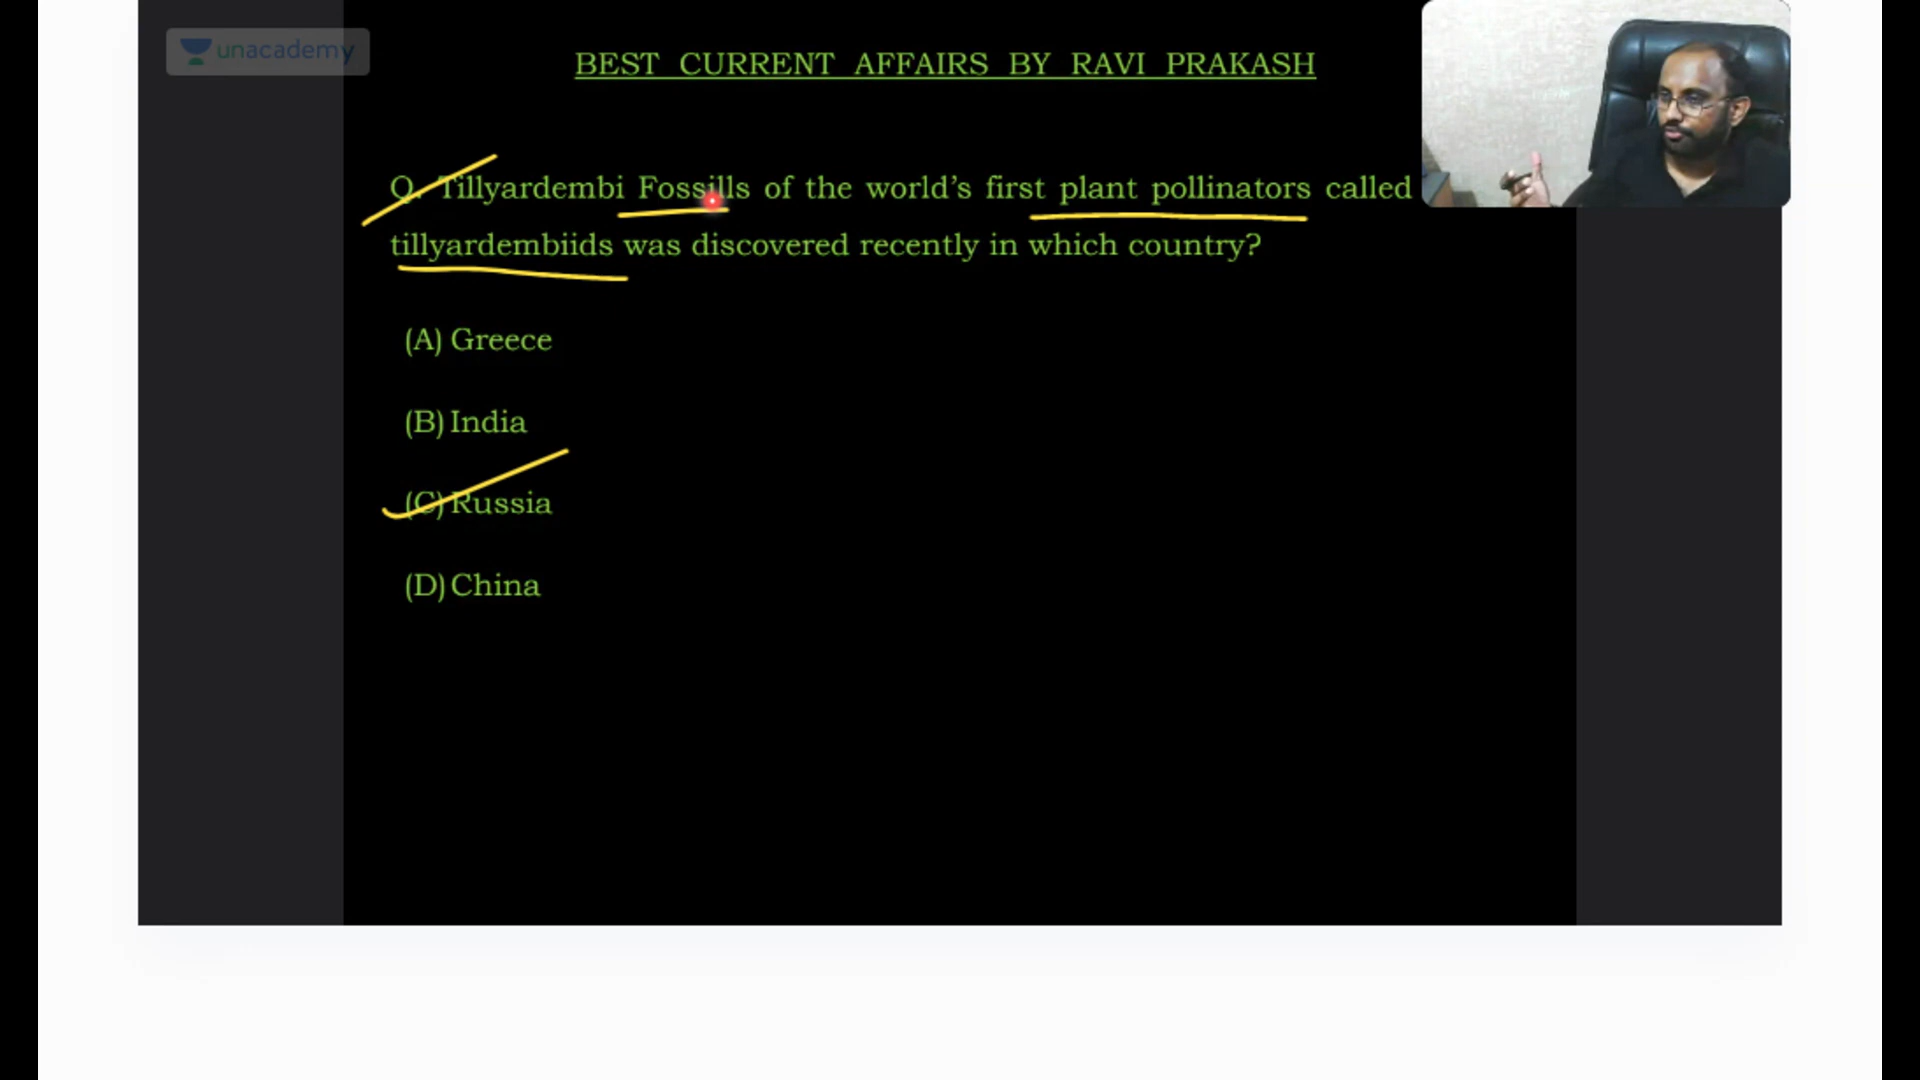 unacademy
BEST CURRENT AFFAIRS BY RAVI PRAKASH
Q. Tillyardembi Fossills of the world’s first plant pollinators called
tillyardembiids was discovered recently in which country?
(A) Greece
(B) India
(C) Russia
(D) China